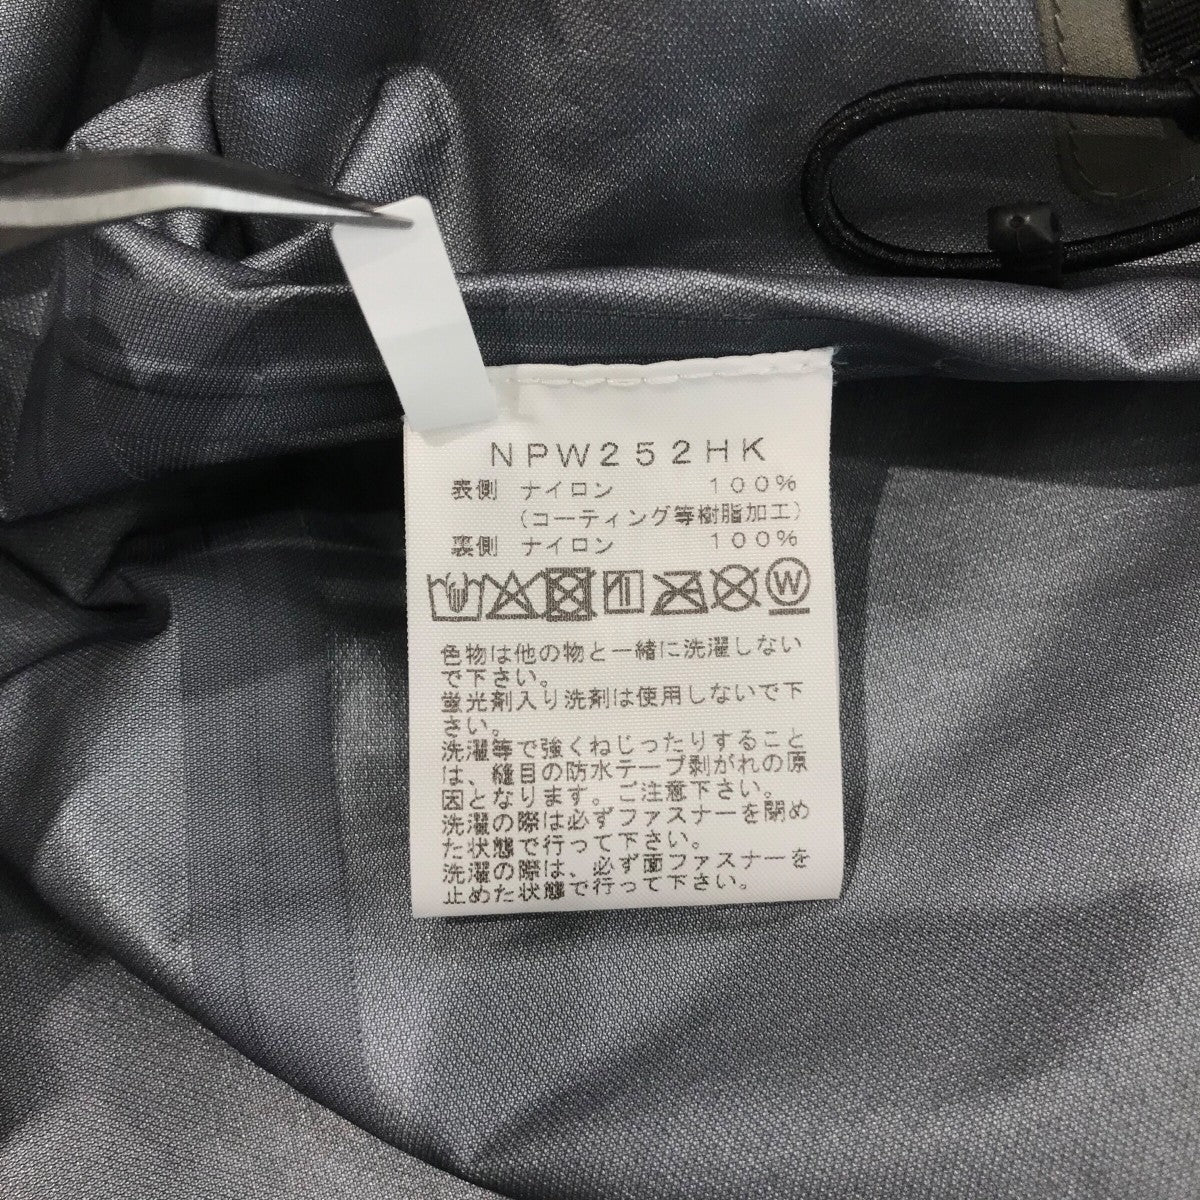 NPW252HK
表側 ナイロン 100%
(コーティング等樹脂加工)
裏側 ナイロン 100%
W
色物は他の物と一緒に洗濯しない
で下さい。
蛍光剤入り洗剤は使用しないで下
さい。
洗濯等で強くねじったりすること
は、縫目の防水テープ剥がれの原
因となります。ご注意下さい。
洗濯の際は必ずファスナーを閉め
た状態で行って下さい。
洗濯の際は、必ず面ファスナーを
止めた状態で行って下さい。